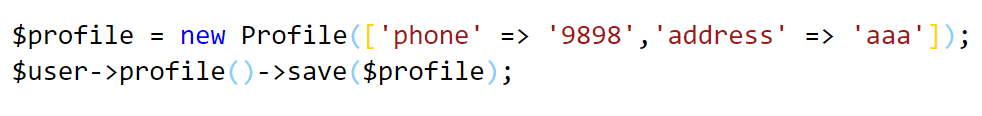 $profile = new Profile(['phone' => '9898','address' => 'aaa']);
$user->profile()->save($profile);